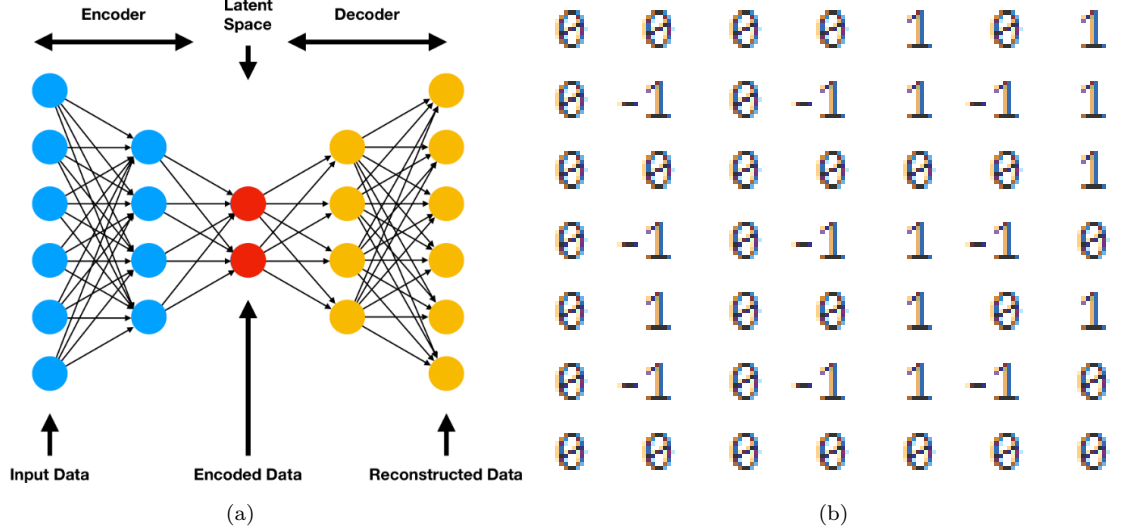 Encoder
Latent
Space
Decoder
Input Data
Encoded Data
Reconstructed Data
(a)
0 0 0 0 1 0 1
0 -1 0 -1 1 -1 1
0 0 0 0 0 0 1
0 -1 0 -1 1 -1 0
0 1 0 0 1 0 1
0 -1 0 -1 1 -1 0
0 0 0 0 0 0 0
(b)